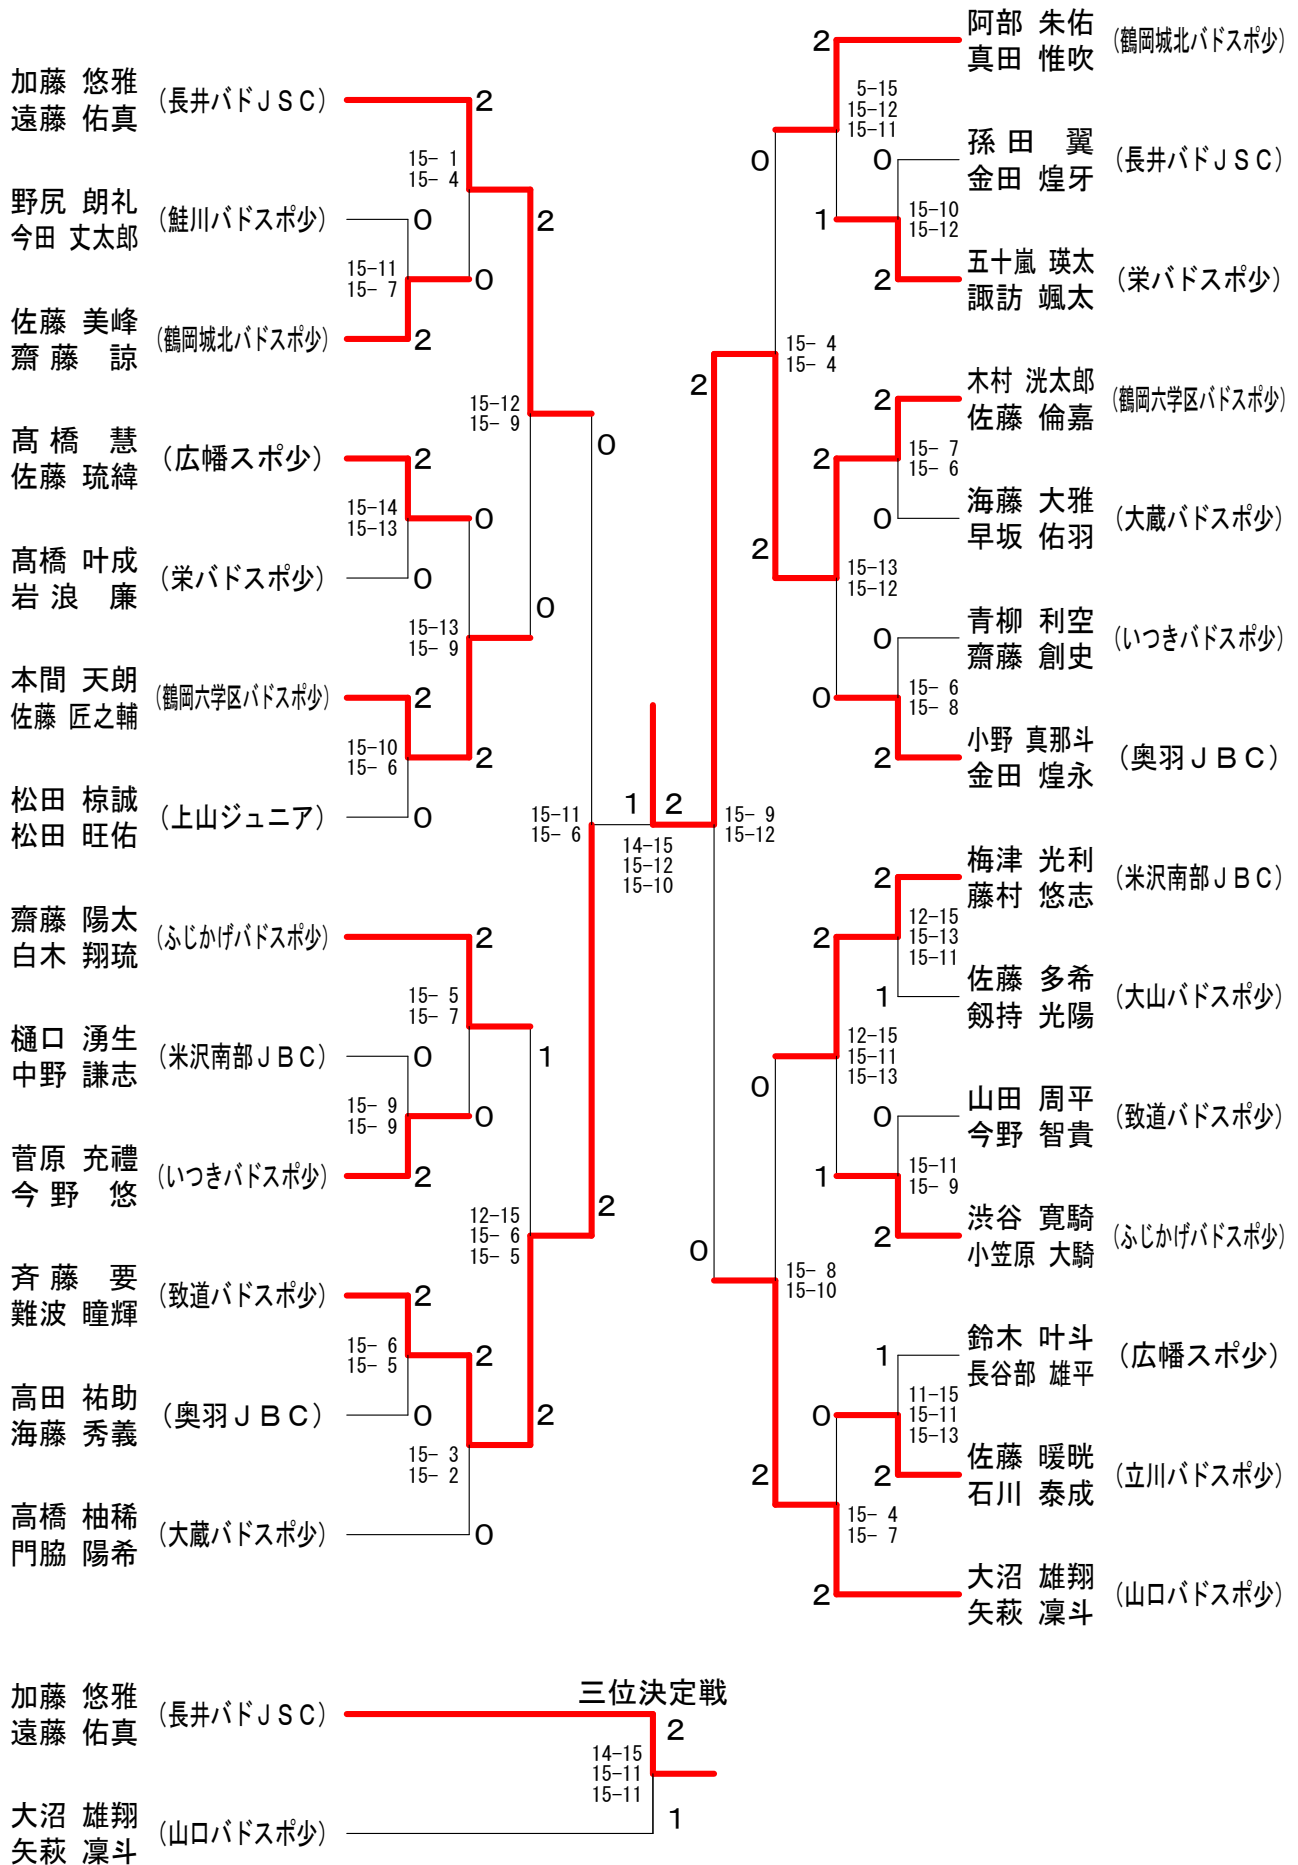 加藤 悠雅
遠藤 佑真
(長井バドＪＳＣ)
2
15- 1
15- 4
野尻 朗礼
今田 丈太郎
(鮭川バドスポ少)
0
2
15-11
15- 7
0
佐藤 美峰
齋藤 諒
(鶴岡城北バドスポ少)
2
15-12
15- 9
0
髙橋 慧
佐藤 琉緯
(広幡スポ少)
2
15-14
15-13
0
髙橋 叶成
岩浪 廉
(栄バドスポ少)
0
0
15-13
15- 9
本間 天朗
佐藤 匠之輔
(鶴岡六学区バドスポ少)
2
15-10
15- 6
2
松田 椋誠
松田 旺佑
(上山ジュニア)
0
15-11
15- 6
1
2
14-15
15-12
15-10
齋藤 陽太
白木 翔琉
(ふじかげバドスポ少)
2
15- 5
15- 7
樋口 湧生
中野 謙志
(米沢南部ＪＢＣ)
0
1
15- 9
15- 9
0
菅原 充禮
今野 悠
(いつきバドスポ少)
2
12-15
15- 6
15- 5
2
斉藤 要
難波 瞳輝
(致道バドスポ少)
2
15- 6
15- 5
2
高田 祐助
海藤 秀義
(奥羽ＪＢＣ)
0
2
15- 3
15- 2
高橋 柚稀
門脇 陽希
(大蔵バドスポ少)
0
2
阿部 朱佑
真田 惟吹
(鶴岡城北バドスポ少)
5-15
15-12
15-11
0
0
孫田 翼
金田 煌牙
(長井バドＪＳＣ)
1
15-10
15-12
2
五十嵐 瑛太
諏訪 颯太
(栄バドスポ少)
15- 4
15- 4
2
2
木村 洸太郎
佐藤 倫嘉
(鶴岡六学区バドスポ少)
2
15- 7
15- 6
0
海藤 大雅
早坂 佑羽
(大蔵バドスポ少)
2
15-13
15-12
0
青柳 利空
齋藤 創史
(いつきバドスポ少)
0
15- 6
15- 8
2
小野 真那斗
金田 煌永
(奥羽ＪＢＣ)
15- 9
15-12
2
梅津 光利
藤村 悠志
(米沢南部ＪＢＣ)
2
12-15
15-13
15-11
1
佐藤 多希
剱持 光陽
(大山バドスポ少)
0
12-15
15-11
15-13
0
山田 周平
今野 智貴
(致道バドスポ少)
1
15-11
15- 9
2
渋谷 寛騎
小笠原 大騎
(ふじかげバドスポ少)
0
15- 8
15-10
1
鈴木 叶斗
長谷部 雄平
(広幡スポ少)
0
11-15
15-11
15-13
2
佐藤 暖晄
石川 泰成
(立川バドスポ少)
2
15- 4
15- 7
2
大沼 雄翔
矢萩 凜斗
(山口バドスポ少)
三位決定戦
加藤 悠雅
遠藤 佑真
(長井バドＪＳＣ)
2
14-15
15-11
15-11
1
大沼 雄翔
矢萩 凜斗
(山口バドスポ少)